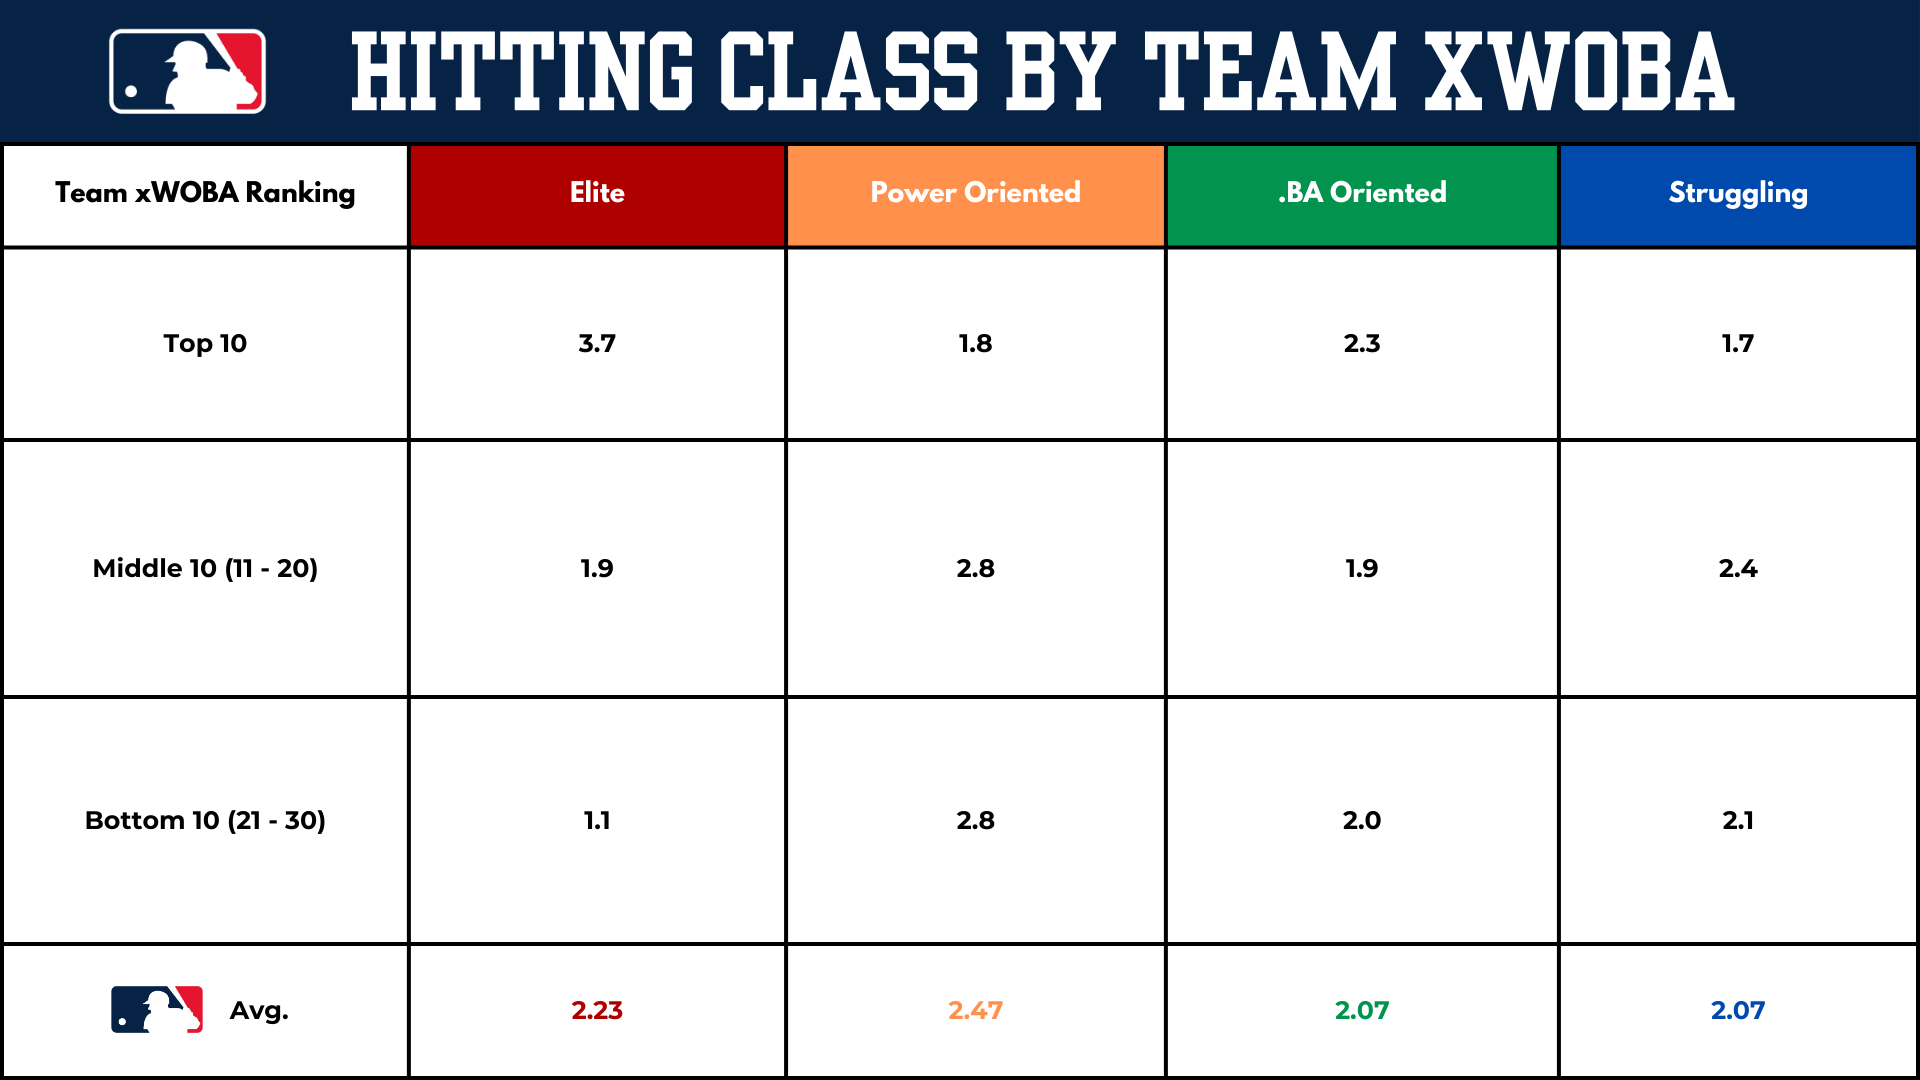 HITTING CLASS BY TEAM XWOBA
Team xWOBA Ranking Elite Power Oriented .BA Oriented Struggling
Top 10 3.7 1.8 2.3 1.7
Middle 10 (11 - 20) 1.9 2.8 1.9 2.4
Bottom 10 (21 - 30) 1.1 2.8 2.0 2.1
Avg. 2.23 2.47 2.07 2.07